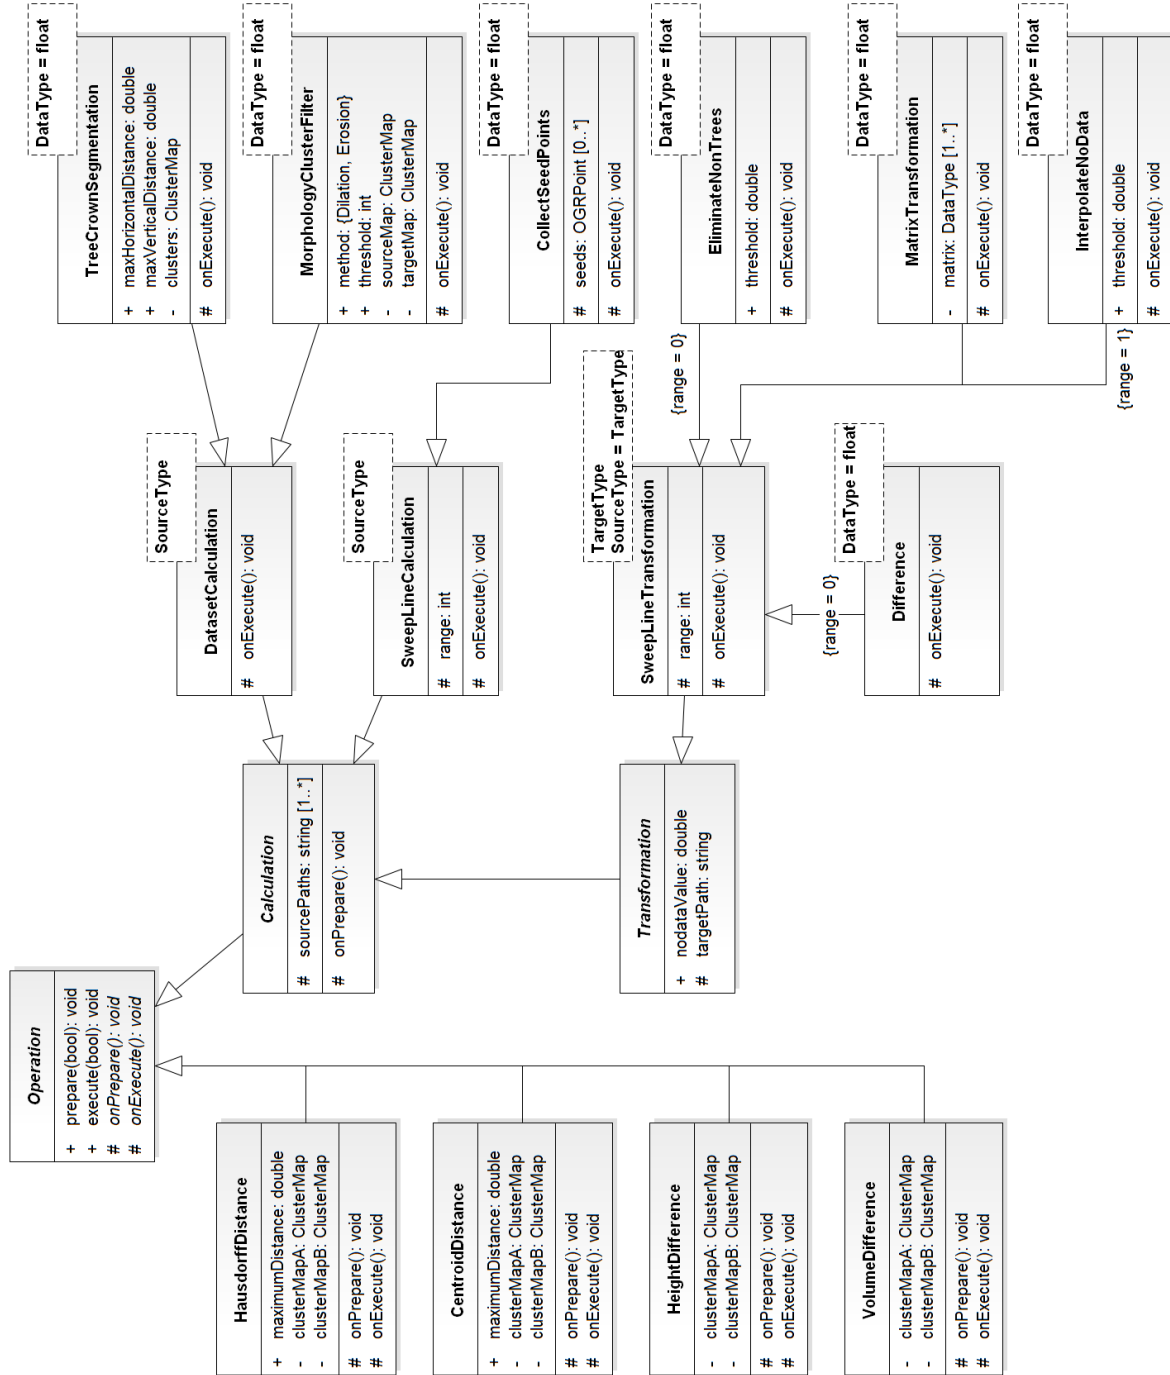 Operation
+ prepare(bool): void
+ execute(bool): void
# onPrepare(): void
# onExecute(): void
HausdorffDistance
+ maximumDistance: double
- clusterMapA: ClusterMap
- clusterMapB: ClusterMap
# onPrepare(): void
# onExecute(): void
CentroidDistance
+ maximumDistance: double
- clusterMapA: ClusterMap
- clusterMapB: ClusterMap
# onPrepare(): void
# onExecute(): void
HeightDifference
- clusterMapA: ClusterMap
- clusterMapB: ClusterMap
# onPrepare(): void
# onExecute(): void
VolumeDifference
- clusterMapA: ClusterMap
- clusterMapB: ClusterMap
# onPrepare(): void
# onExecute(): void
Calculation
# sourcePaths: string [1..*]
# onPrepare(): void
Transformation
+ nodataValue: double
# targetPath: string
SourceType
DatasetCalculation
# onExecute(): void
SourceType
SweepLineCalculation
# range: int
# onExecute(): void
TargetType
SourceType = TargetType
SweepLineTransformation
# range: int
# onExecute(): void
{range = 0}
DataType = float
Difference
# onExecute(): void
DataType = float
TreeCrownSegmentation
+ maxHorizontalDistance: double
+ maxVerticalDistance: double
- clusters: ClusterMap
# onExecute(): void
DataType = float
MorphologyClusterFilter
+ method: {Dilation, Erosion}
+ threshold: int
- sourceMap: ClusterMap
- targetMap: ClusterMap
# onExecute(): void
DataType = float
CollectSeedPoints
# seeds: OGRPoint [0..*]
# onExecute(): void
DataType = float
EliminateNonTrees
+ threshold: double
# onExecute(): void
{range = 0}
DataType = float
MatrixTransformation
- matrix: DataType [1..*]
# onExecute(): void
DataType = float
InterpolateNoData
+ threshold: double
# onExecute(): void
{range = 1}